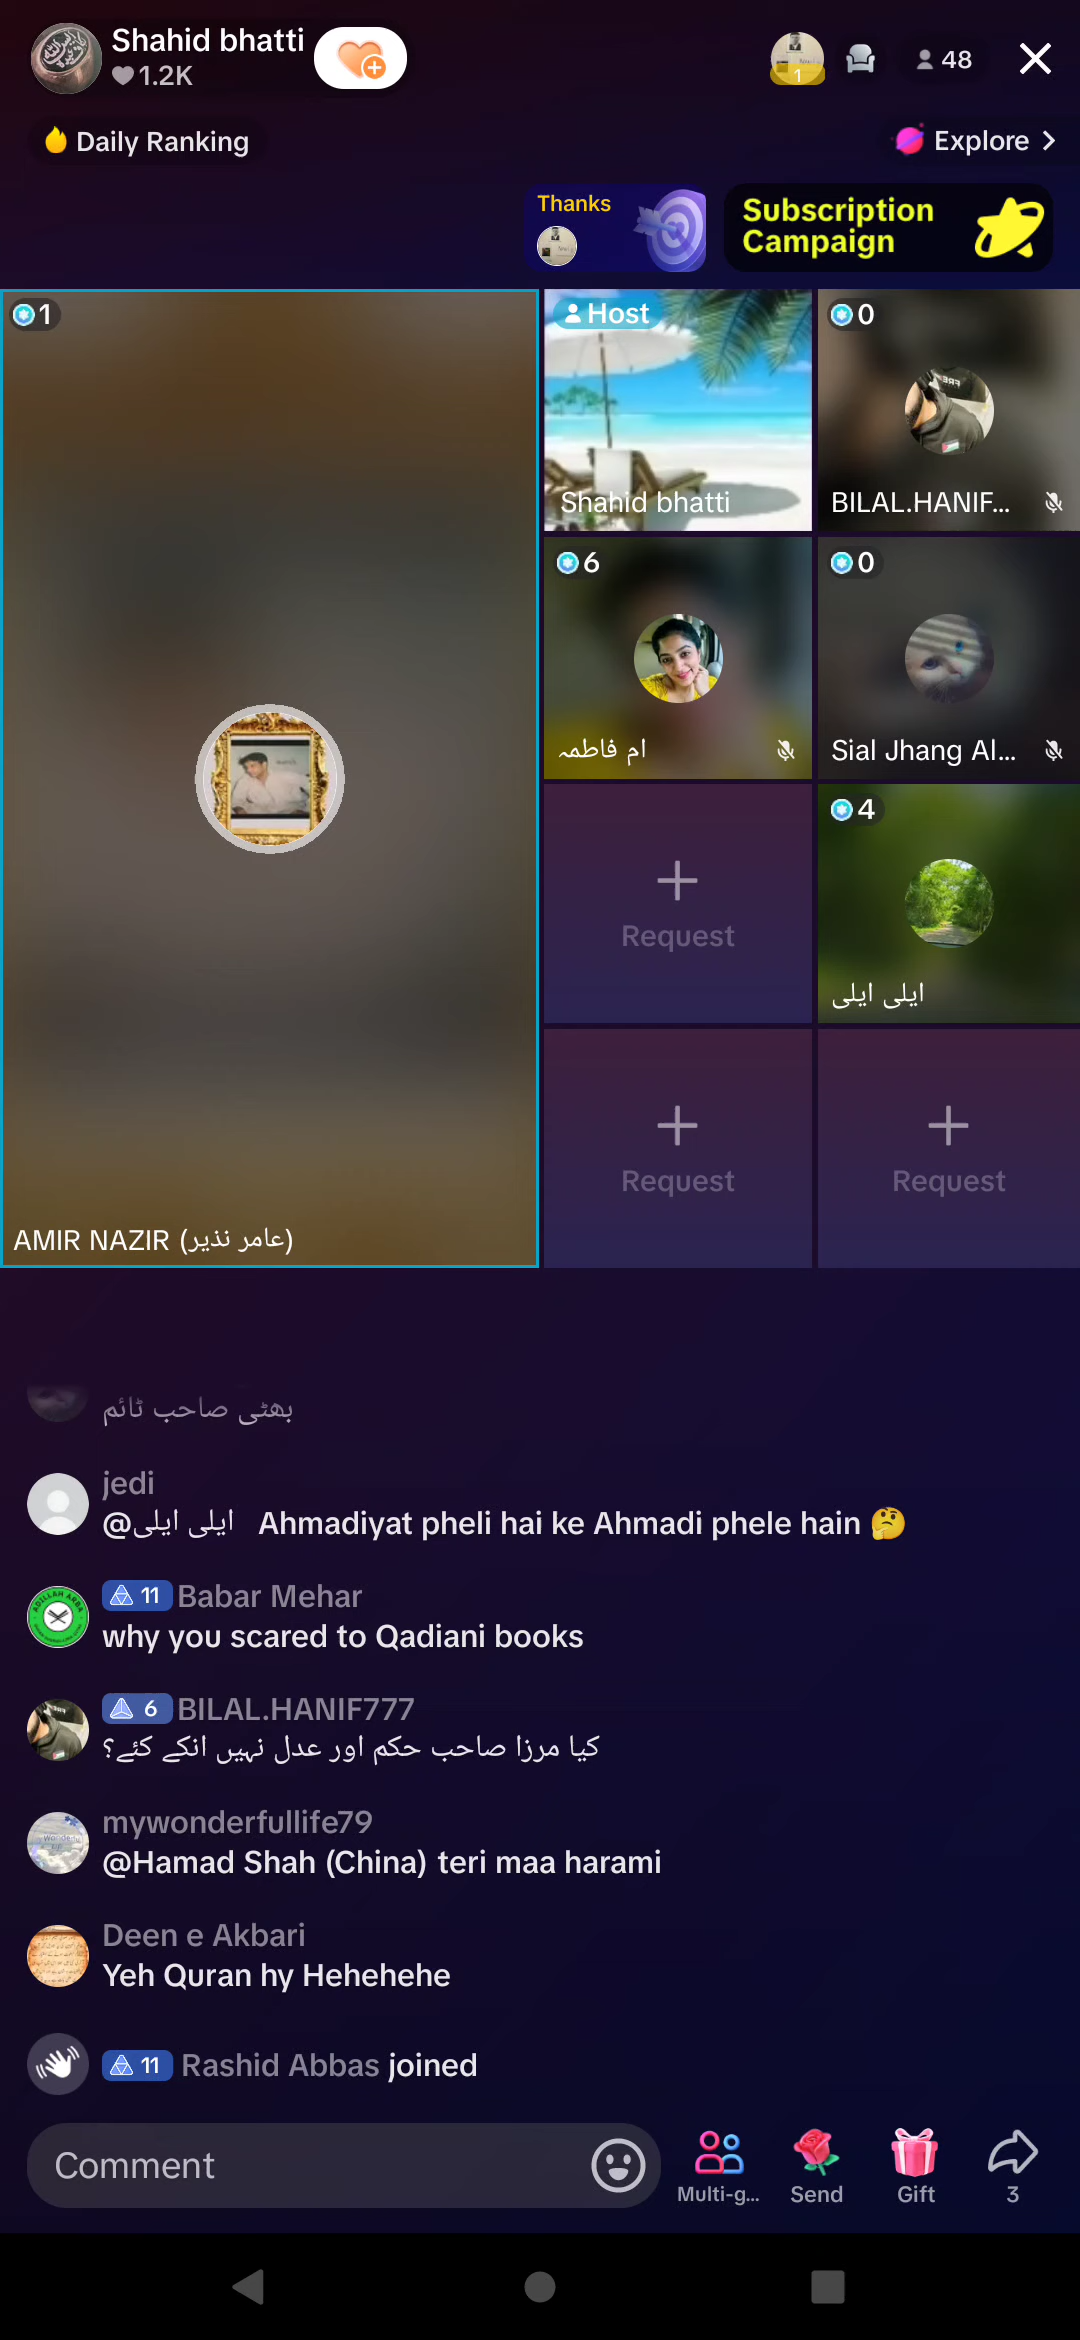 Shahid bhatti
1.2K
1
48
Daily Ranking
Explore
Thanks
Subscription
Campaign
1
Host
0
Shahid bhatti
BILAL.HANIF...
6
0
ام فاطمہ
Sial Jhang Al...
4
Request
ایلی ایلی
Request
Request
AMIR NAZIR (عامر نذیر)
بھٹی صاحب ٹائم
jedi
@ایلی ایلی Ahmadiyat pheli hai ke Ahmadi phele hain 🤔
11 Babar Mehar
why you scared to Qadiani books
6 BILAL.HANIF777
کیا مرزا صاحب حکم اور عدل نہیں انکے کئے؟
mywonderfullife79
@Hamad Shah (China) teri maa harami
Deen e Akbari
Yeh Quran hy Hehehehe
11 Rashid Abbas joined
Comment
Multi-g...
Send
Gift
3